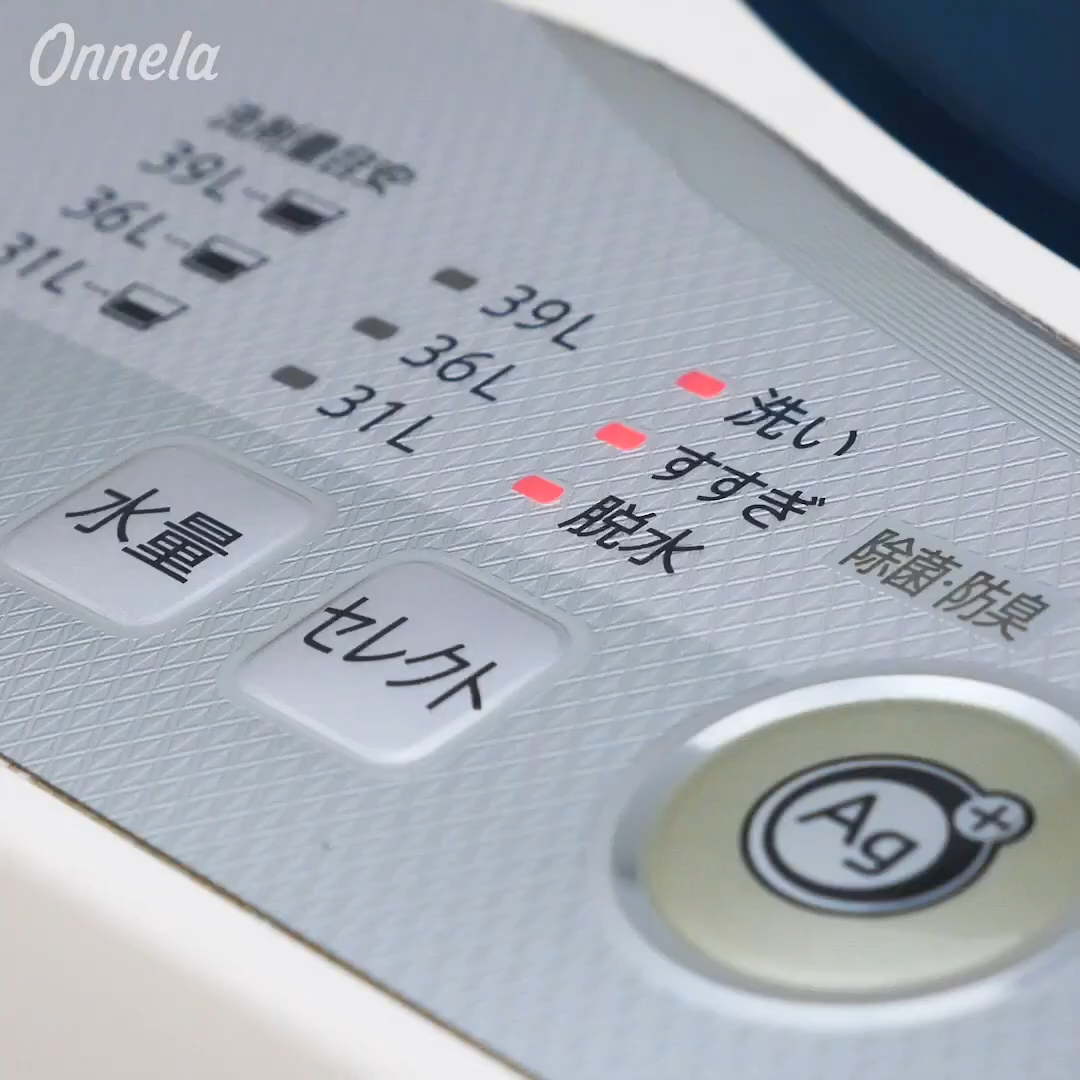 Onnela
洗剤量目安
39L
36L
31L
39L
36L
31L
洗い
すすぎ
脱水
水量
セレクト
除菌・防臭
Ag+